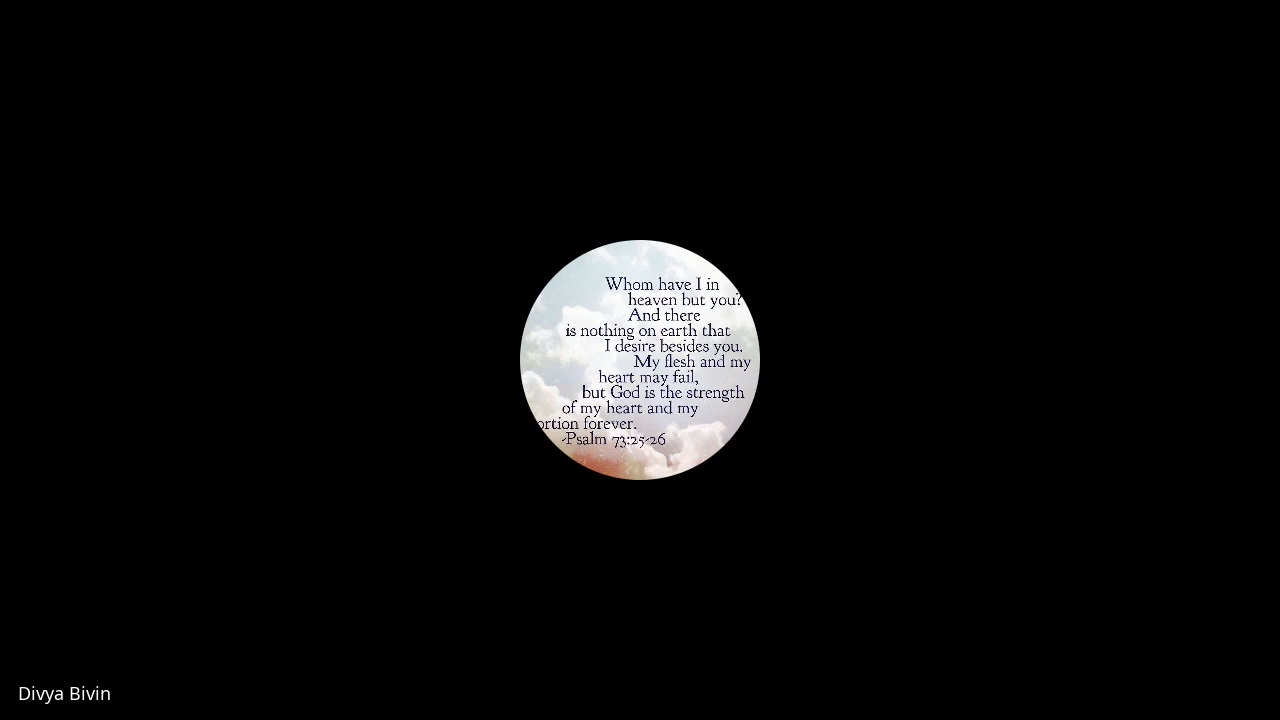 Whom have I in
heaven but you?
And there
is nothing on earth that
I desire besides you.
My flesh and my
heart may fail,
but God is the strength
of my heart and my
ortion forever.
-Psalm 73:25-26
Divya Bivin